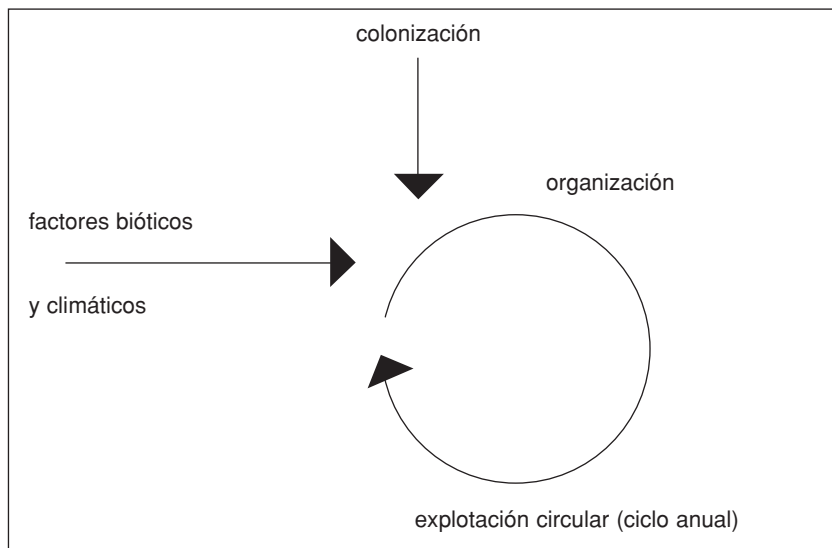 colonización
organización
factores bióticos
y climáticos
explotación circular (ciclo anual)